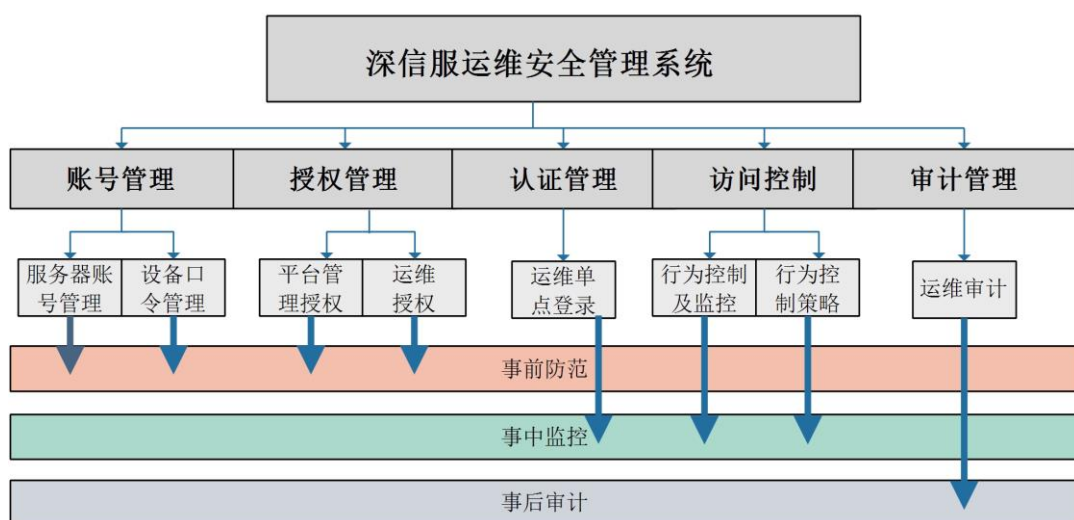 深信服运维安全管理系统
账号管理 授权管理 认证管理 访问控制 审计管理
服务器账 设备口 平台管 运维 运维单 行为控制 行为控 运维审计
号管理 令管理 理授权 授权 点登录 及监控 制策略
事前防范
事中监控
事后审计